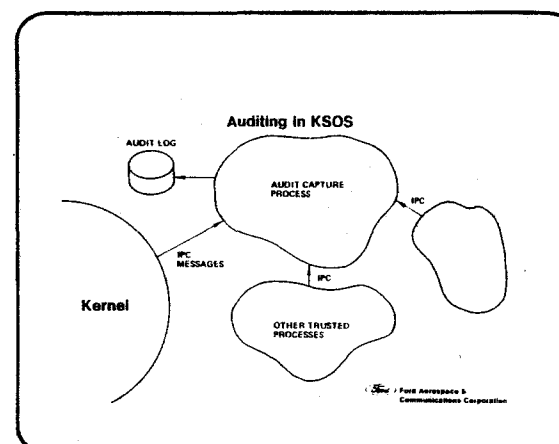 Auditing in KSOS
AUDIT LOG
AUDIT CAPTURE
PROCESS
IPC
IPC
MESSAGES
IPC
Kernel
OTHER TRUSTED
PROCESSES
Ford Aerospace &
Communications Corporation